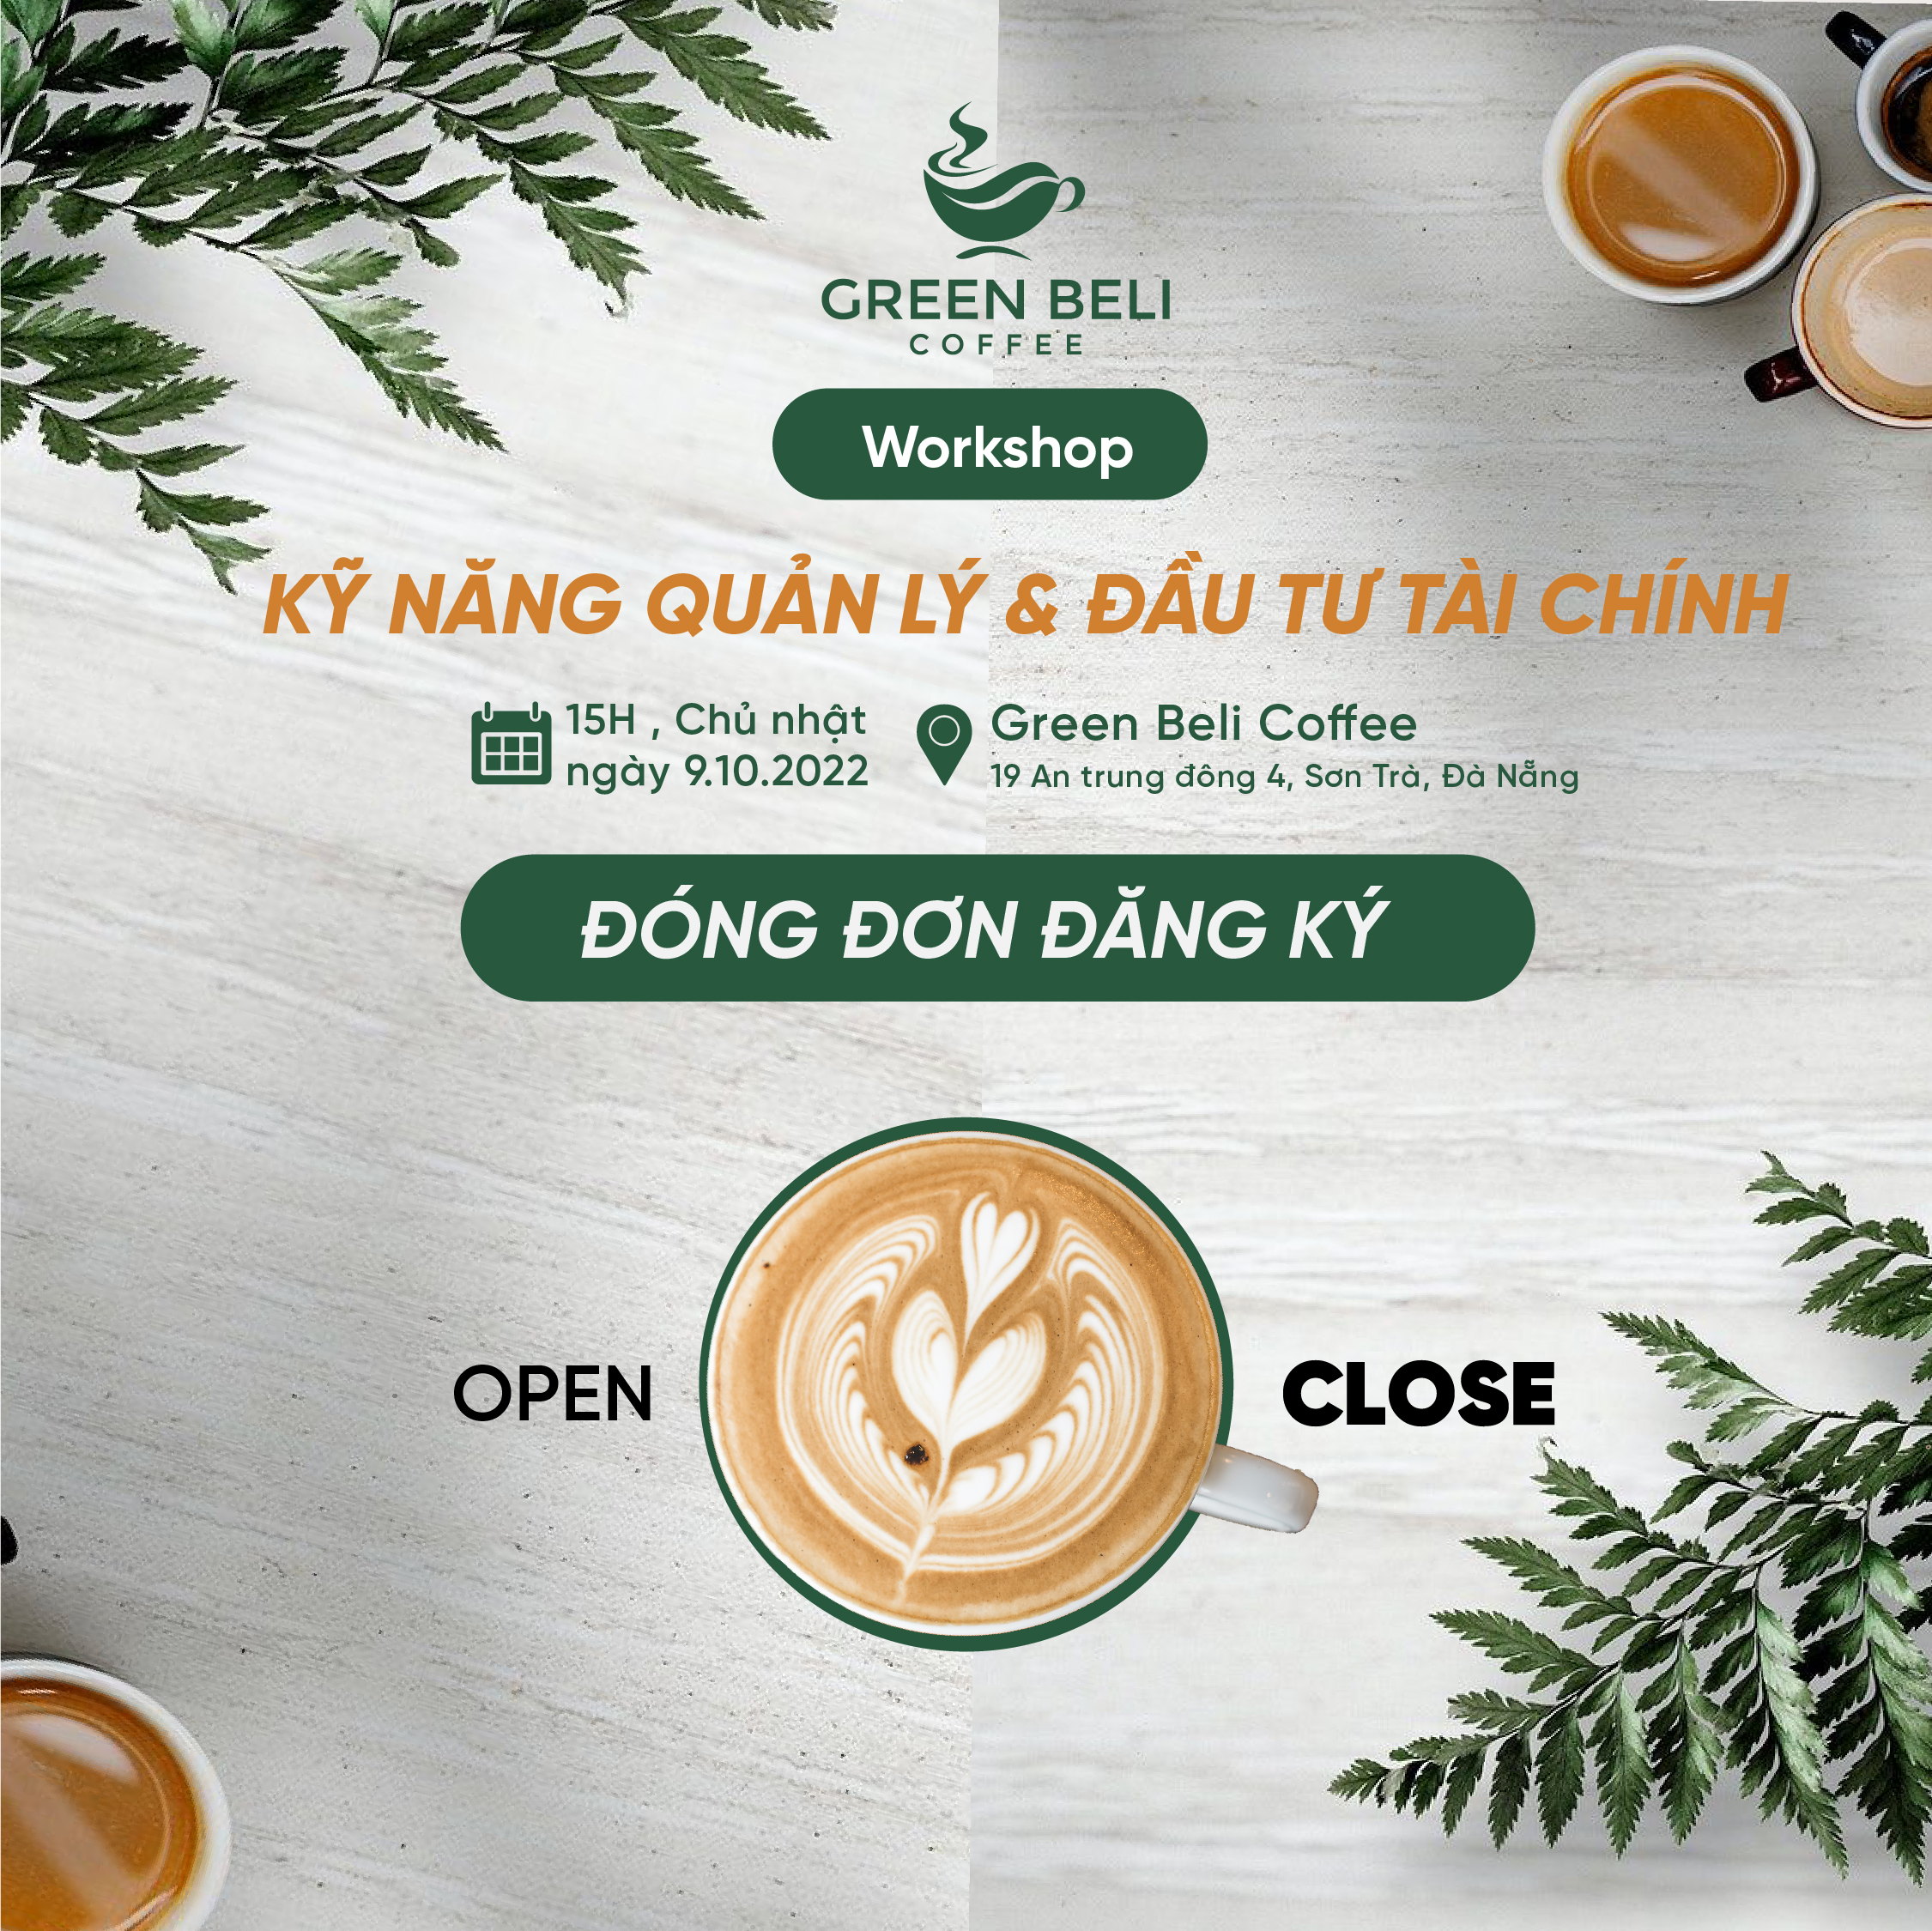 GREEN BELI
COFFEE
Workshop
KỸ NĂNG QUẢN LÝ & ĐẦU TƯ TÀI CHÍNH
15H , Chủ nhật
ngày 9.10.2022
Green Beli Coffee
19 An trung đông 4, Sơn Trà, Đà Nẵng
ĐÓNG ĐƠN ĐĂNG KÝ
OPEN
CLOSE